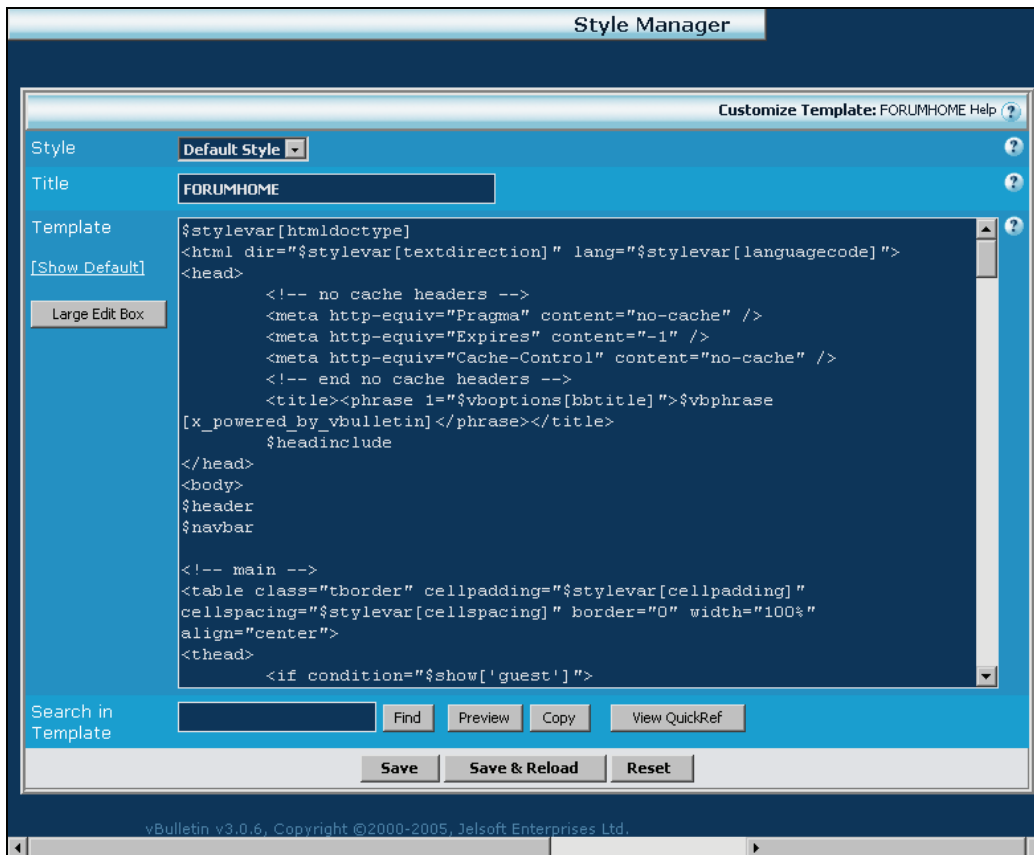 Style Manager
Customize Template: FORUMHOME Help ?
Style
Default Style
?
Title
FORUMHOME
?
Template
[Show Default]
Large Edit Box
?
$stylevar[htmldoctype]
<html dir="$stylevar[textdirection]" lang="$stylevar[languagecode]">
<head>
<!-- no cache headers -->
<meta http-equiv="Pragma" content="no-cache" />
<meta http-equiv="Expires" content="-1" />
<meta http-equiv="Cache-Control" content="no-cache" />
<!-- end no cache headers -->
<title><phrase 1="$vboptions[bbtitle]">$vbphrase
[x_powered_by_vbulletin]</phrase></title>
$headinclude
</head>
<body>
$header
$navbar
<!-- main -->
<table class="tborder" cellpadding="$stylevar[cellpadding]"
cellspacing="$stylevar[cellspacing]" border="0" width="100%"
align="center">
<thead>
<if condition="$show['guest']">
Search in
Template
Find Preview Copy View QuickRef
Save Save & Reload Reset
vBulletin v3.0.6, Copyright ©2000-2005, Jelsoft Enterprises Ltd.